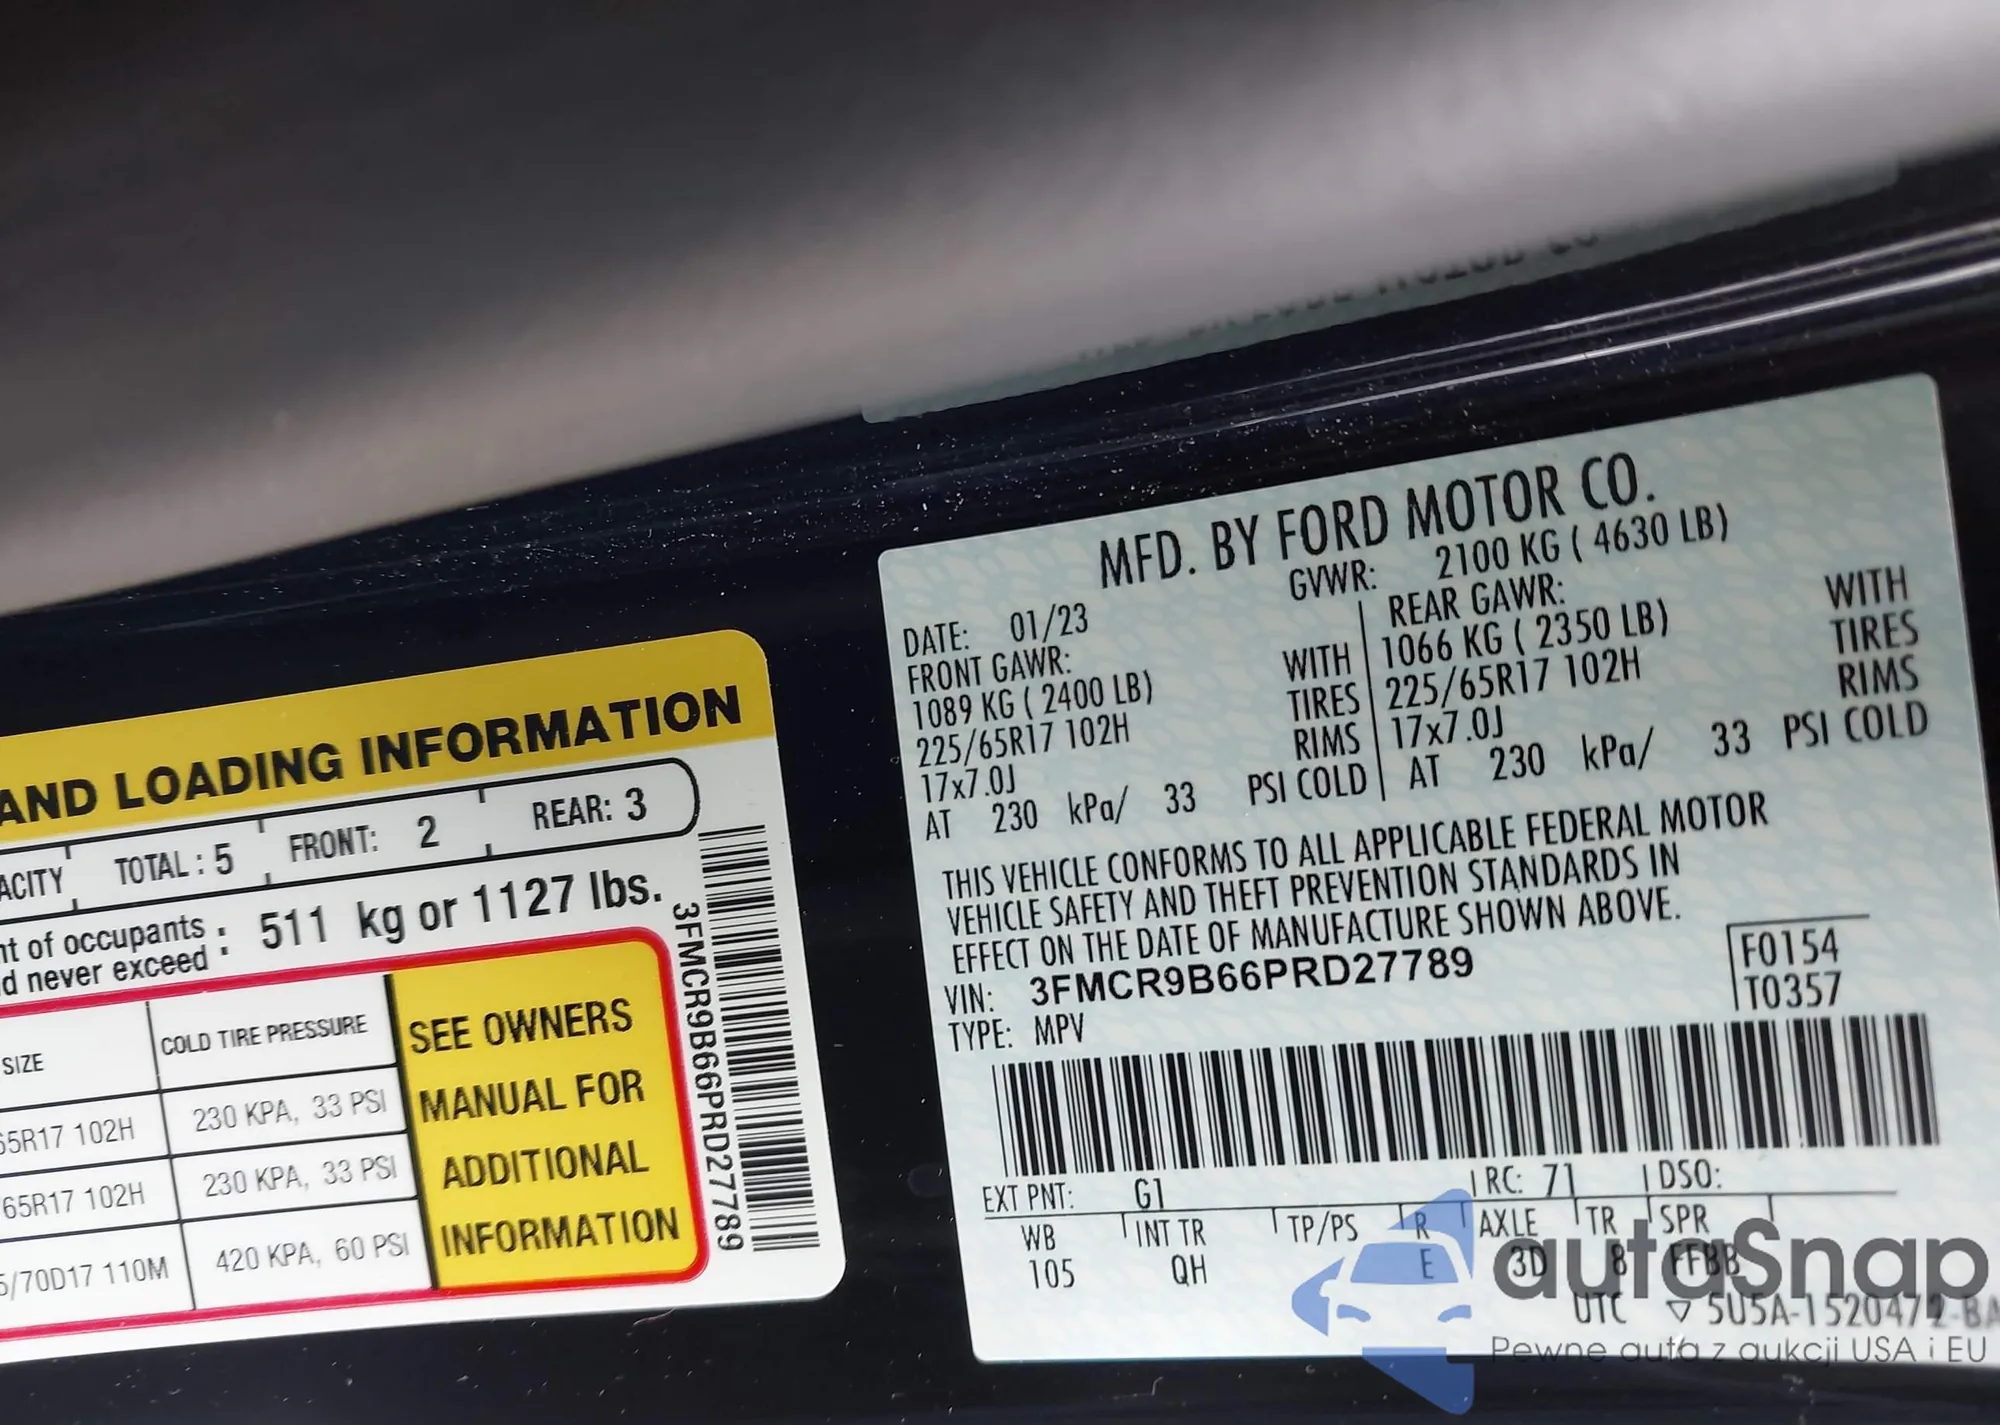 AND LOADING INFORMATION
ACITY TOTAL : 5 FRONT: 2 REAR: 3
nt of occupants
d never exceed : 511 kg or 1127 lbs.
SIZE COLD TIRE PRESSURE
65R17 102H 230 KPA, 33 PSI
65R17 102H 230 KPA, 33 PSI
5/70D17 110M 420 KPA, 60 PSI
SEE OWNERS
MANUAL FOR
ADDITIONAL
INFORMATION
3FMCR9B66PRD27789
MFD. BY FORD MOTOR CO.
DATE: 01/23 GVWR: 2100 KG ( 4630 LB)
FRONT GAWR: REAR GAWR:
1089 KG ( 2400 LB) WITH 1066 KG ( 2350 LB) WITH
225/65R17 102H TIRES 225/65R17 102H TIRES
17x7.0J RIMS 17x7.0J RIMS
AT 230 kPa/ 33 PSI COLD AT 230 kPa/ 33 PSI COLD
THIS VEHICLE CONFORMS TO ALL APPLICABLE FEDERAL MOTOR
VEHICLE SAFETY AND THEFT PREVENTION STANDARDS IN
EFFECT ON THE DATE OF MANUFACTURE SHOWN ABOVE.
VIN: 3FMCR9B66PRD27789 F0154
TYPE: MPV T0357
EXT PNT: G1 RC: 71 DSO:
WB INT TR TP/PS R AXLE TR SPR
105 QH E 3D 8 FFBB
UTC ▽ 5U5A-1520472-BA
autaSnap
Pewne auta z aukcji USA i EU